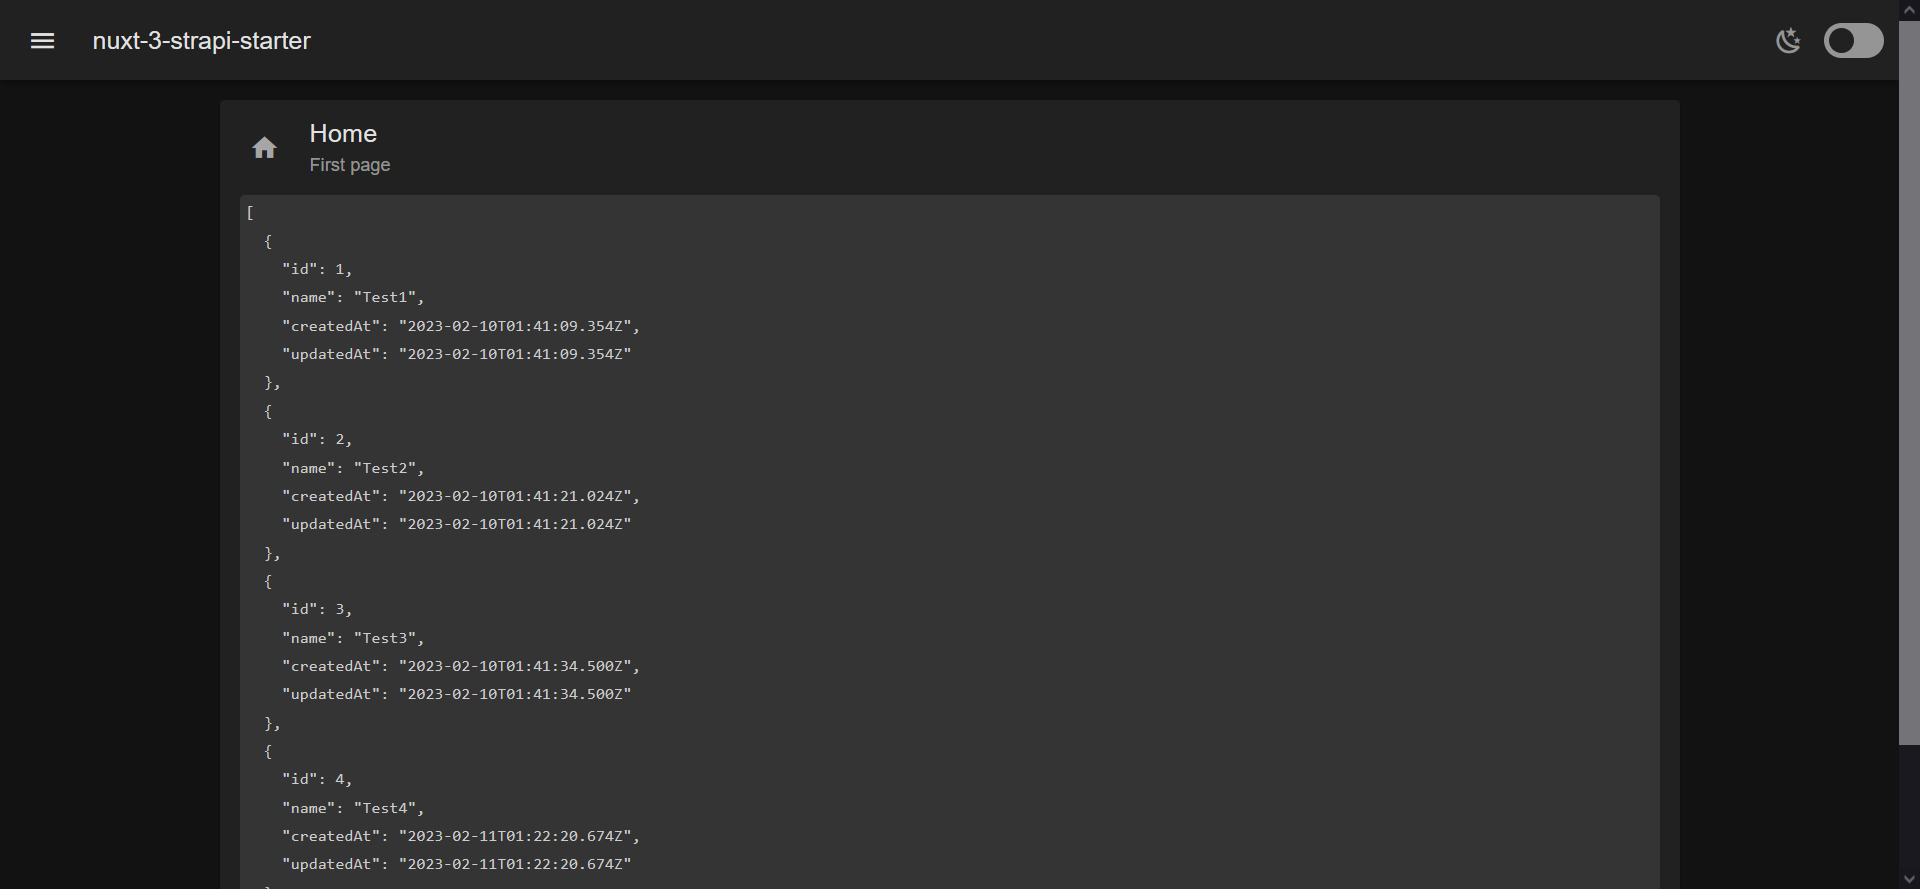 nuxt-3-strapi-starter
Home
First page
[
  {
    "id": 1,
    "name": "Test1",
    "createdAt": "2023-02-10T01:41:09.354Z",
    "updatedAt": "2023-02-10T01:41:09.354Z"
  },
  {
    "id": 2,
    "name": "Test2",
    "createdAt": "2023-02-10T01:41:21.024Z",
    "updatedAt": "2023-02-10T01:41:21.024Z"
  },
  {
    "id": 3,
    "name": "Test3",
    "createdAt": "2023-02-10T01:41:34.500Z",
    "updatedAt": "2023-02-10T01:41:34.500Z"
  },
  {
    "id": 4,
    "name": "Test4",
    "createdAt": "2023-02-11T01:22:20.674Z",
    "updatedAt": "2023-02-11T01:22:20.674Z"